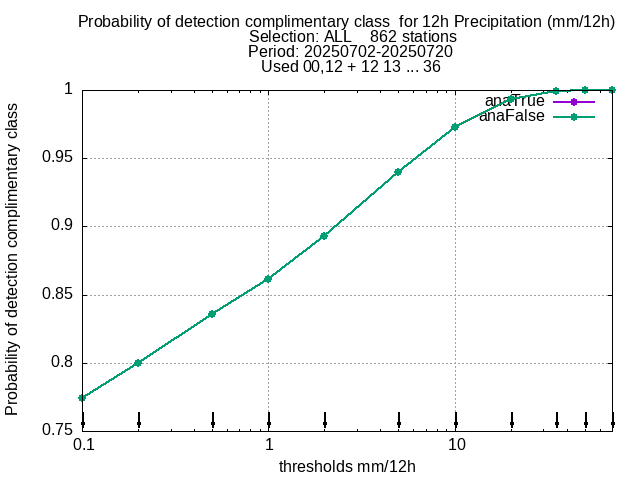 Probability of detection complimentary class  for 12h Precipitation (mm/12h)
Selection: ALL    862 stations
Period: 20250702-20250720
Used 00,12 + 12 13 ... 36
Probability of detection complimentary class
1
0.95
0.9
0.85
0.8
0.75
anaTrue
anaFalse
0.1
1
10
thresholds mm/12h